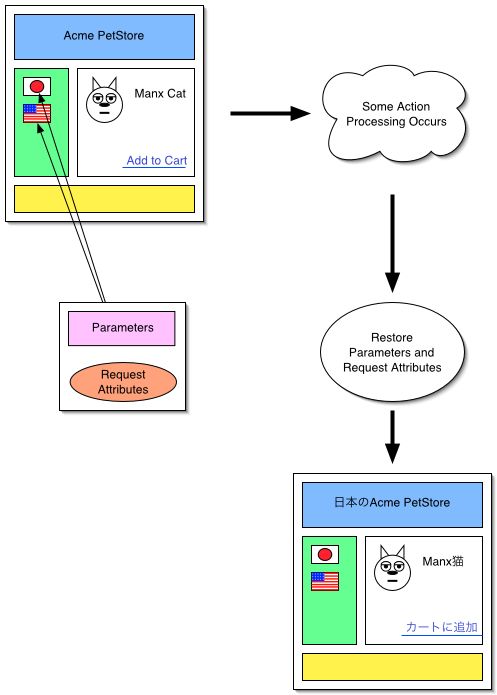 Acme PetStore
Manx Cat
Add to Cart
Some Action
Processing Occurs
Parameters
Request
Attributes
Restore
Parameters and
Request Attributes
日本のAcme PetStore
Manx猫
カートに追加